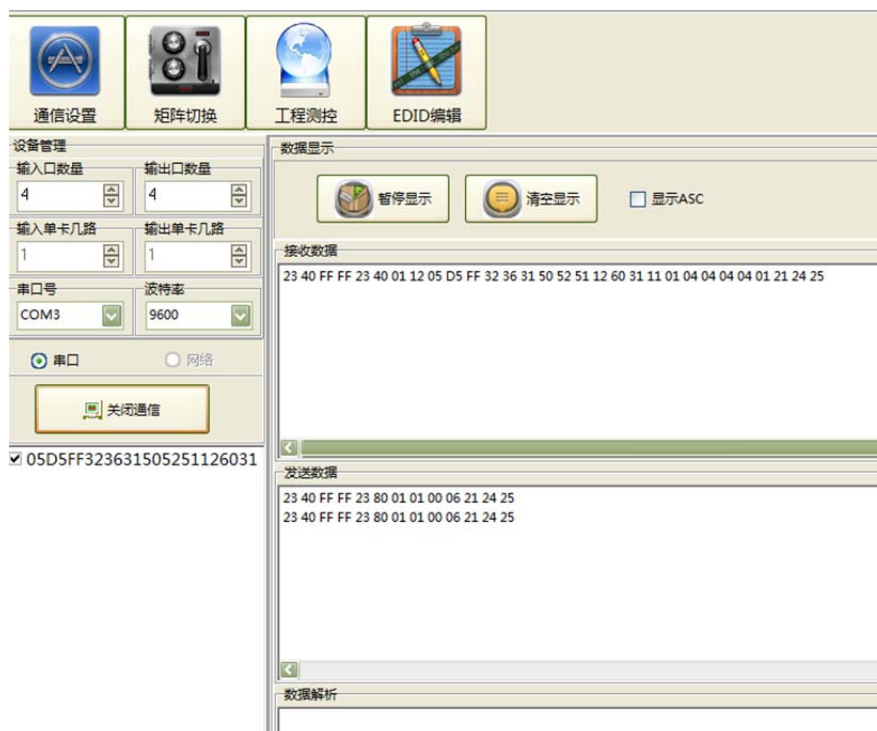 通信设置
矩阵切换
工程测控
EDID编辑
设备管理
输入口数量
输出口数量
4
4
输入单卡几路
输出单卡几路
1
1
串口号
波特率
COM3
9600
串口
网络
关闭通信
05D5FF323631505251126031
数据显示
暂停显示
清空显示
显示ASC
接收数据
23 40 FF FF 23 40 01 12 05 D5 FF 32 36 31 50 52 51 12 60 31 11 01 04 04 04 04 01 21 24 25
发送数据
23 40 FF FF 23 80 01 01 00 06 21 24 25
23 40 FF FF 23 80 01 01 00 06 21 24 25
数据解析